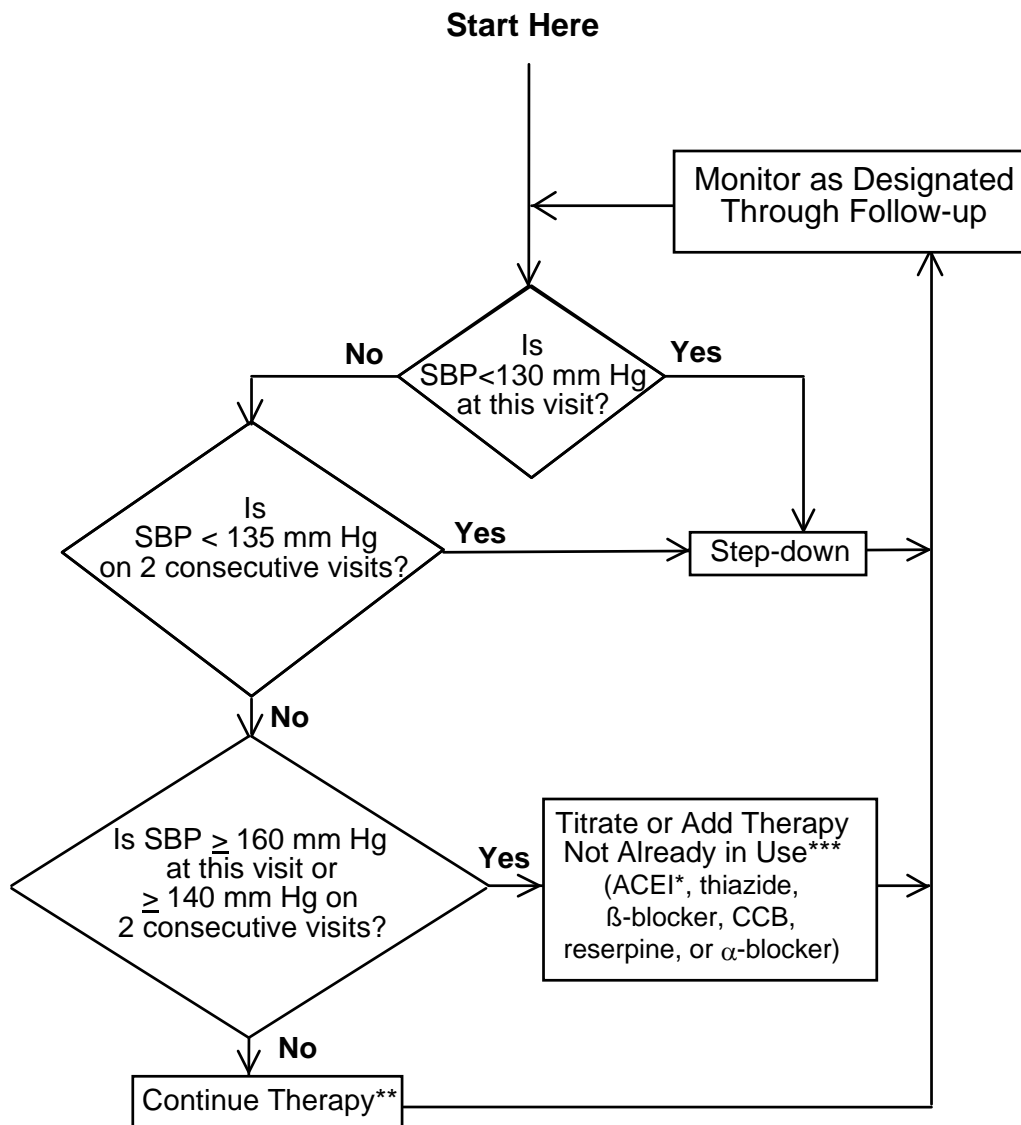 Start Here
Monitor as Designated
Through Follow-up
No
Is
SBP<130 mm Hg
at this visit?
Yes
Is
SBP < 135 mm Hg
on 2 consecutive visits?
Yes
Step-down
No
Is SBP ≥ 160 mm Hg
at this visit or
≥ 140 mm Hg on
2 consecutive visits?
Yes
Titrate or Add Therapy
Not Already in Use***
(ACEI*, thiazide,
ß-blocker, CCB,
reserpine, or α-blocker)
No
Continue Therapy**